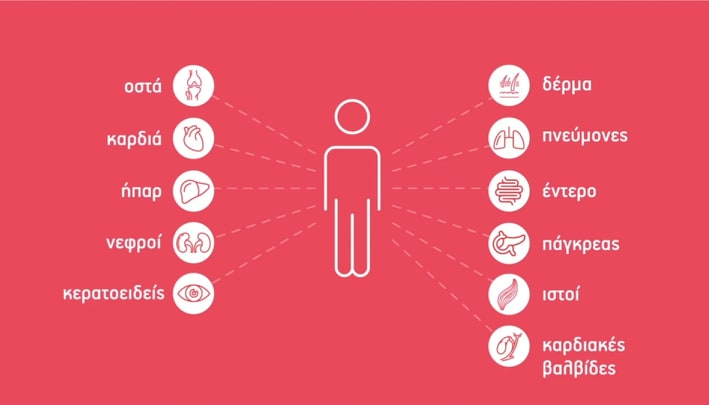 οστά
καρδιά
ήπαρ
νεφροί
κερατοειδείς
δέρμα
πνεύμονες
έντερο
πάγκρεας
ιστοί
καρδιακές
βαλβίδες